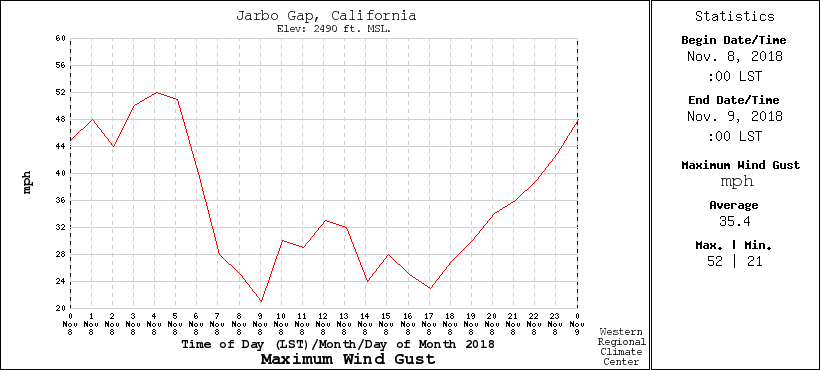 Jarbo Gap, California
Elev: 2490 ft. MSL.
60
56
52
48
44
40
36
32
28
24
20
mph
0 1 2 3 4 5 6 7 8 9 10 11 12 13 14 15 16 17 18 19 20 21 22 23 0
Nov Nov Nov Nov Nov Nov Nov Nov Nov Nov Nov Nov Nov Nov Nov Nov Nov Nov Nov Nov Nov Nov Nov Nov Nov
8 8 8 8 8 8 8 8 8 8 8 8 8 8 8 8 8 8 8 8 8 8 8 8 9
Time of Day (LST)/Month/Day of Month 2018
Maximum Wind Gust
Western
Regional
Climate
Center
Statistics
Begin Date/Time
Nov. 8, 2018
:00 LST
End Date/Time
Nov. 9, 2018
:00 LST
Maximum Wind Gust
mph
Average
35.4
Max. | Min.
52 | 21